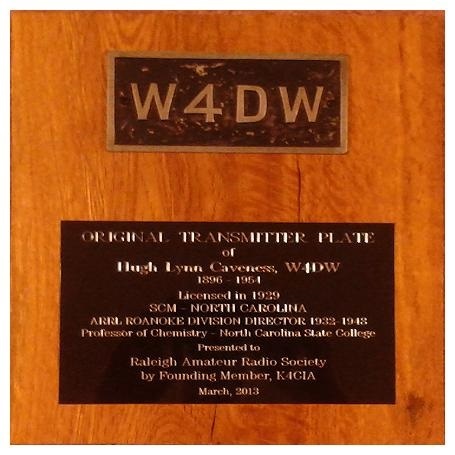 W4DW
ORIGINAL TRANSMITTER PLATE
of
Hugh Lynn Caveness, W4DW
1896 - 1954
Licensed in 1929
SCM - NORTH CAROLINA
ARRL ROANOKE DIVISION DIRECTOR 1932-1948
Professor of Chemistry - North Carolina State College
Presented to
Raleigh Amateur Radio Society
by Founding Member, K4CIA
March, 2013